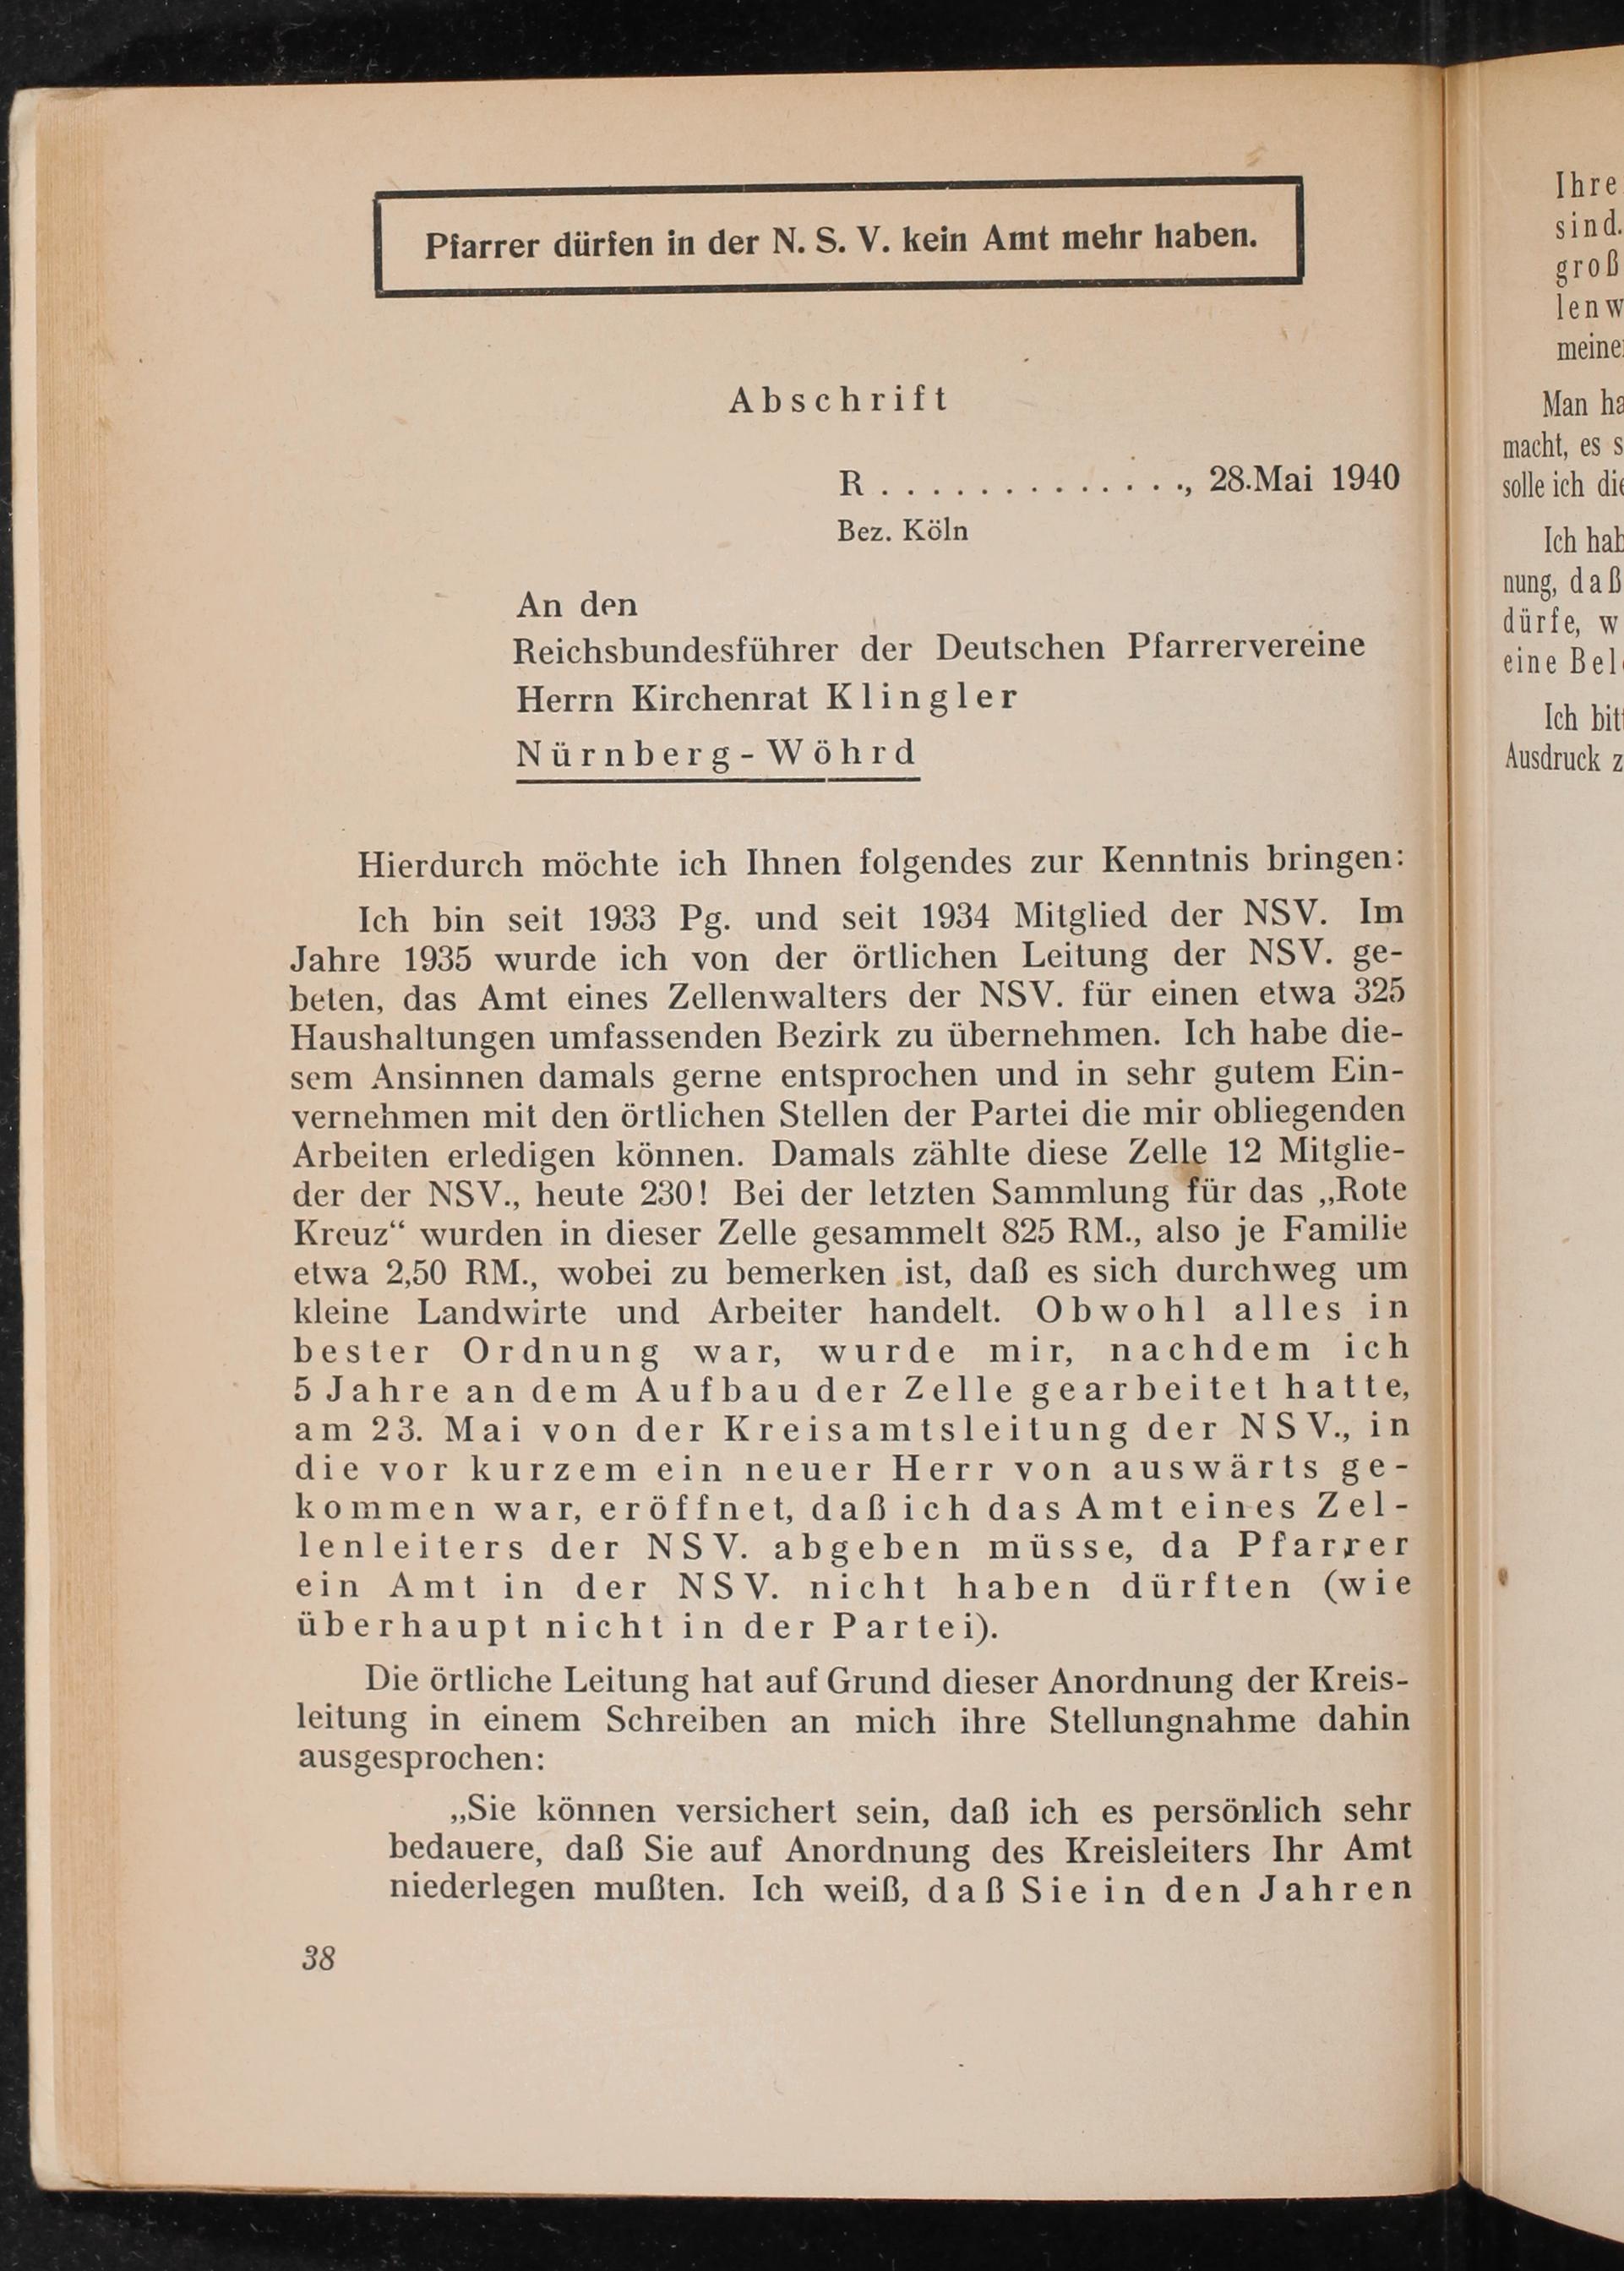 Pfarrer dürfen in der N. S. V. kein Amt mehr haben.
Abschrift
R . . . . . . . . . . . . ., 28. Mai 1940
Bez. Köln
An den
Reichsbundesführer der Deutschen Pfarrervereine
Herrn Kirchenrat Klingler
Nürnberg-Wöhrd
Hierdurch möchte ich Ihnen folgendes zur Kenntnis bringen:
Ich bin seit 1933 Pg. und seit 1934 Mitglied der NSV. Im
Jahre 1935 wurde ich von der örtlichen Leitung der NSV. ge-
beten, das Amt eines Zellenwalters der NSV. für einen etwa 325
Haushaltungen umfassenden Bezirk zu übernehmen. Ich habe die-
sem Ansinnen damals gerne entsprochen und in sehr gutem Ein-
vernehmen mit den örtlichen Stellen der Partei die mir obliegenden
Arbeiten erledigen können. Damals zählte diese Zelle 12 Mitglie-
der der NSV., heute 230! Bei der letzten Sammlung für das „Rote
Kreuz“ wurden in dieser Zelle gesammelt 825 RM., also je Familie
etwa 2,50 RM., wobei zu bemerken ist, daß es sich durchweg um
kleine Landwirte und Arbeiter handelt. Obwohl alles in
bester Ordnung war, wurde mir, nachdem ich
5 Jahre an dem Aufbau der Zelle gearbeitet hatte,
am 23. Mai von der Kreisamtsleitung der NSV., in
die vor kurzem ein neuer Herr von auswärts ge-
kommen war, eröffnet, daß ich das Amt eines Zel-
lenleiters der NSV. abgeben müsse, da Pfarrer
ein Amt in der NSV. nicht haben dürften (wie
überhaupt nicht in der Partei).
Die örtliche Leitung hat auf Grund dieser Anordnung der Kreis-
leitung in einem Schreiben an mich ihre Stellungnahme dahin
ausgesprochen:
„Sie können versichert sein, daß ich es persönlich sehr
bedauere, daß Sie auf Anordnung des Kreisleiters Ihr Amt
niederlegen mußten. Ich weiß, daß Sie in den Jahren
38
Ihre
sind.
groß
lenw
Man
macht, es
solle ich
Ich
nung, daß
dürfe,
eine
Ich
Ausdruck